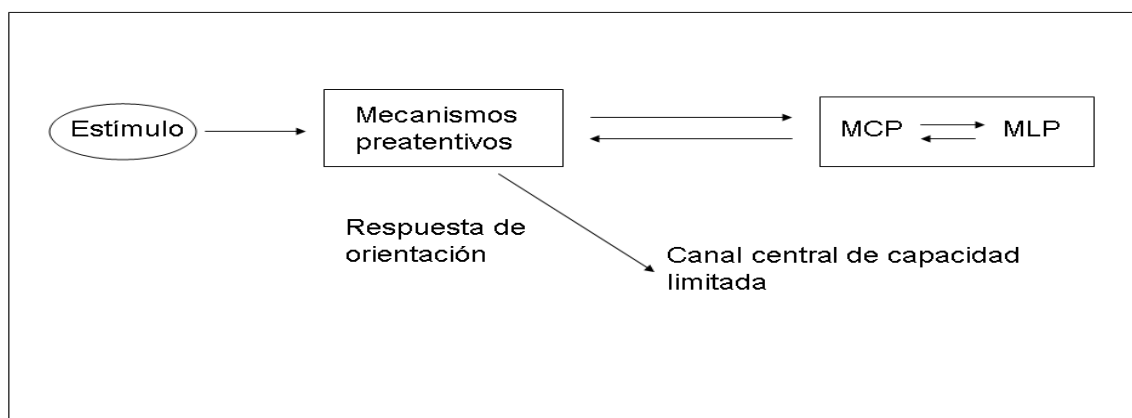 Estímulo
Mecanismos
preatentivos
MCP
MLP
Respuesta de
orientación
Canal central de capacidad
limitada